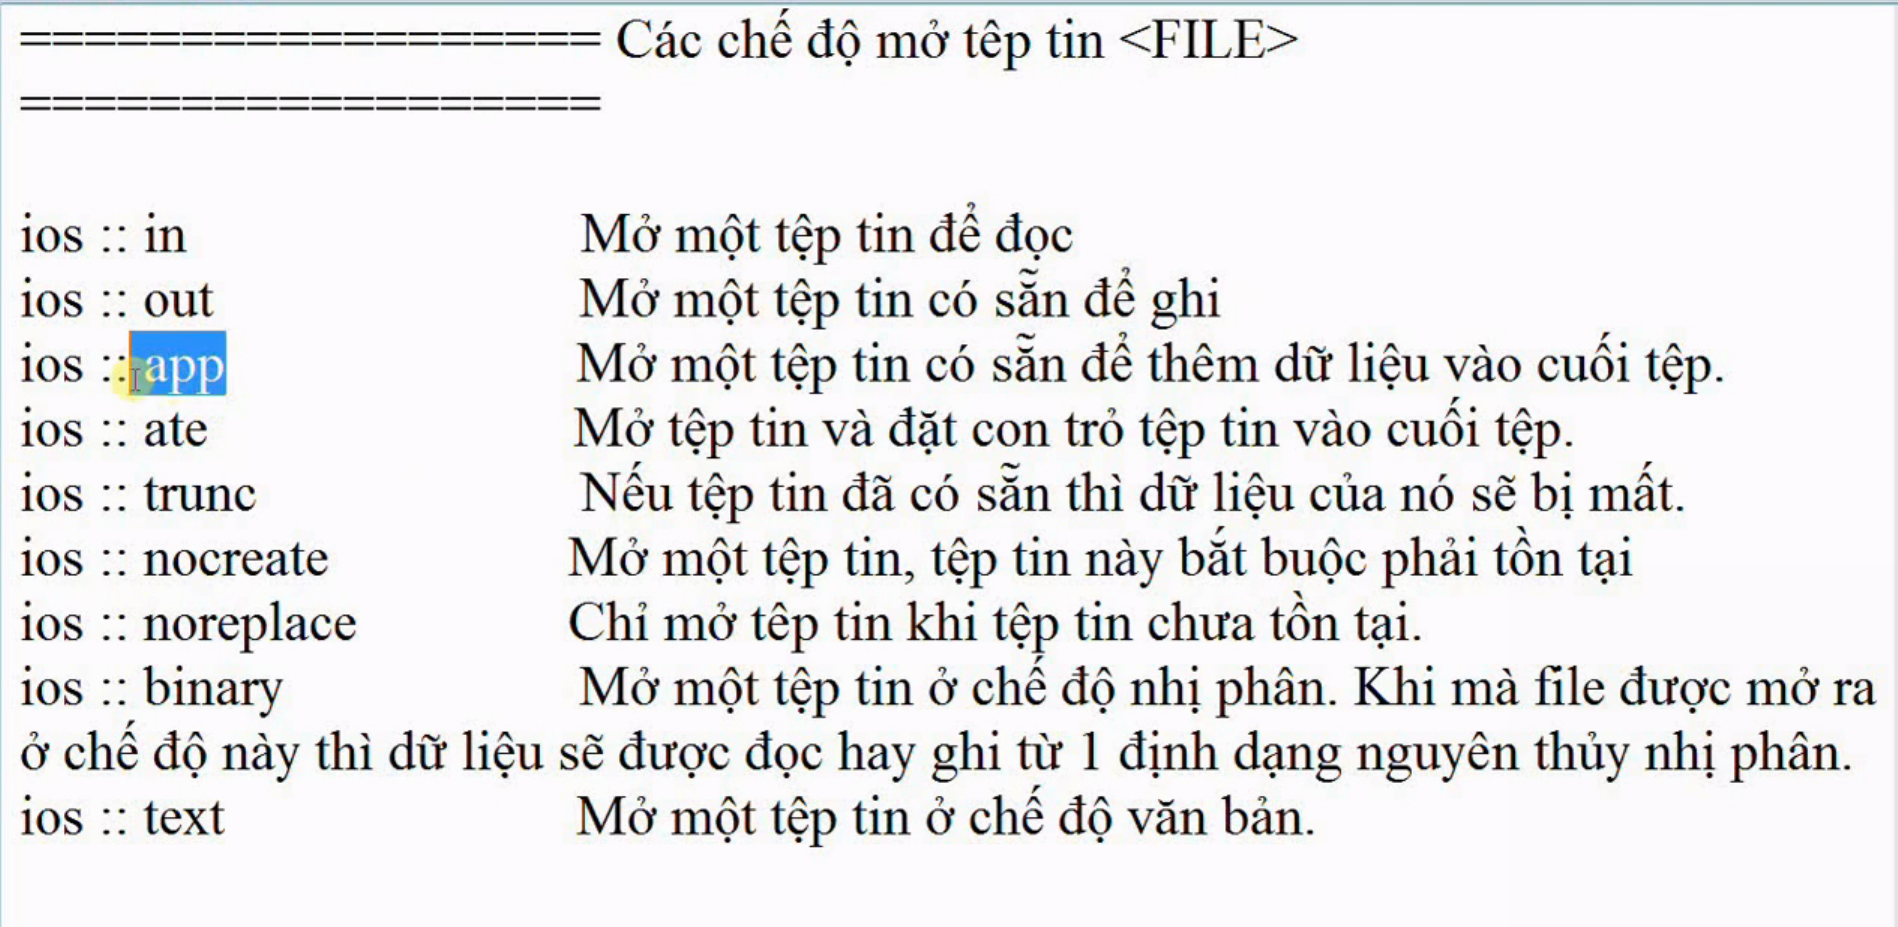 ================== Các chế độ mở têp tin <FILE>
==================
ios :: in Mở một tệp tin để đọc
ios :: out Mở một tệp tin có sẵn để ghi
ios :: app Mở một tệp tin có sẵn để thêm dữ liệu vào cuối tệp.
ios :: ate Mở tệp tin và đặt con trỏ tệp tin vào cuối tệp.
ios :: trunc Nếu tệp tin đã có sẵn thì dữ liệu của nó sẽ bị mất.
ios :: nocreate Mở một tệp tin, tệp tin này bắt buộc phải tồn tại
ios :: noreplace Chỉ mở têp tin khi tệp tin chưa tồn tại.
ios :: binary Mở một tệp tin ở chế độ nhị phân. Khi mà file được mở ra
ở chế độ này thì dữ liệu sẽ được đọc hay ghi từ 1 định dạng nguyên thủy nhị phân.
ios :: text Mở một tệp tin ở chế độ văn bản.